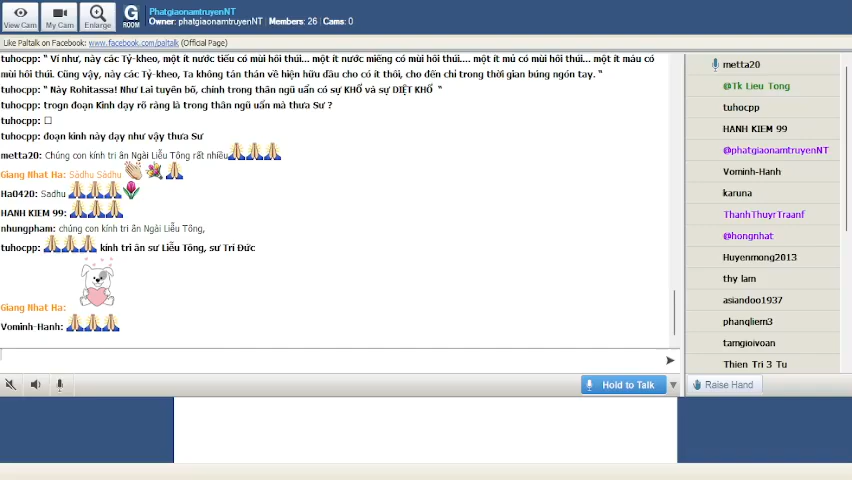 View Cam
My Cam
Enlarge
G
ROOM
PhatgiaonamtruyenNT
Owner: phatgiaonamtruyenNT | Members: 26 | Cams: 0
Like Paltalk on Facebook: www.facebook.com/paltalk (Official Page)
tuhocpp: " Ví như, này các Tỷ-kheo, một ít nước tiểu có mùi hôi thúi... một ít nước miếng có mùi hôi thúi.... một ít mủ có mùi hôi thúi... một ít máu có
mùi hôi thúi. Cũng vậy, này các Tỷ-kheo, Ta không tán thán về hiện hữu đầu cho có ít thôi, cho đến chỉ trong thời gian búng ngón tay. "
tuhocpp: " Này Rohitassa! Như Lai tuyên bố, chính trong thân ngũ uẩn có sự KHỔ và sự DIỆT KHỔ "
tuhocpp: trogn đoạn Kinh dạy rõ ràng là trong thân ngũ uẩn mà thưa Sư ?
tuhocpp: □
tuhocpp: đoạn kinh này dạy như vậy thưa Sư
metta20: Chúng con kính tri ân Ngài Liễu Tông rất nhiều
Giang Nhat Ha: Sàdhu Sàdhu
Ha0420: Sadhu
HANH KIEM 99:
nhungpham: chúng con kính tri ân Ngài Liễu Tông,
tuhocpp: kính tri ân sư Liễu Tông, sư Trí Đức
Giang Nhat Ha:
Vominh-Hanh:
Hold to Talk
Raise Hand
metta20
@Tk Lieu Tong
tuhocpp
HANH KIEM 99
@phatgiaonamtruyenNT
Vominh-Hanh
karuna
ThanhThuyrTraanf
@hongnhat
Huyenmong2013
thy lam
asiandoo1937
phangliem3
tamgioivoan
Thien Tri 3 Tu